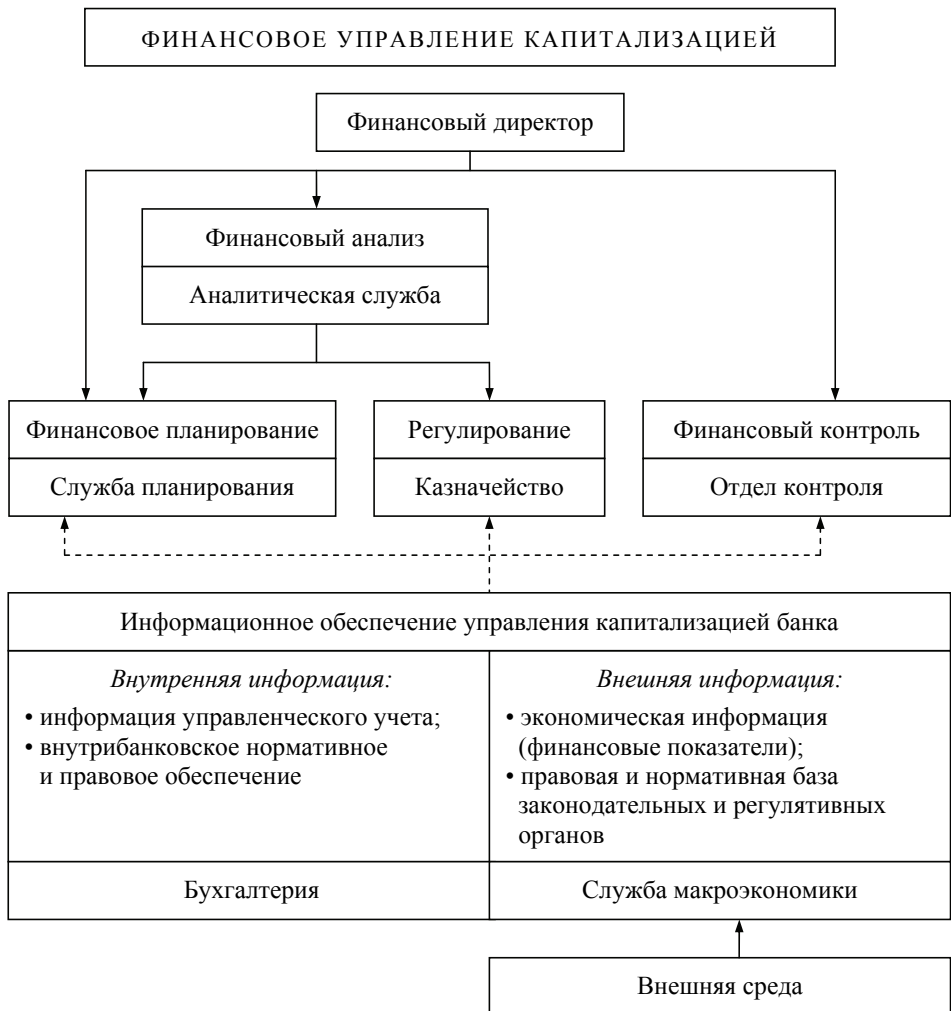 ФИНАНСОВОЕ УПРАВЛЕНИЕ КАПИТАЛИЗАЦИЕЙ
Финансовый директор
Финансовый анализ
Аналитическая служба
Финансовое планирование
Служба планирования
Регулирование
Казначейство
Финансовый контроль
Отдел контроля
Информационное обеспечение управления капитализацией банка
Внутренняя информация:
• информация управленческого учета;
• внутрибанковское нормативное
и правовое обеспечение
Бухгалтерия
Внешняя информация:
• экономическая информация
(финансовые показатели);
• правовая и нормативная база
законодательных и регулятивных
органов
Служба макроэкономики
Внешняя среда